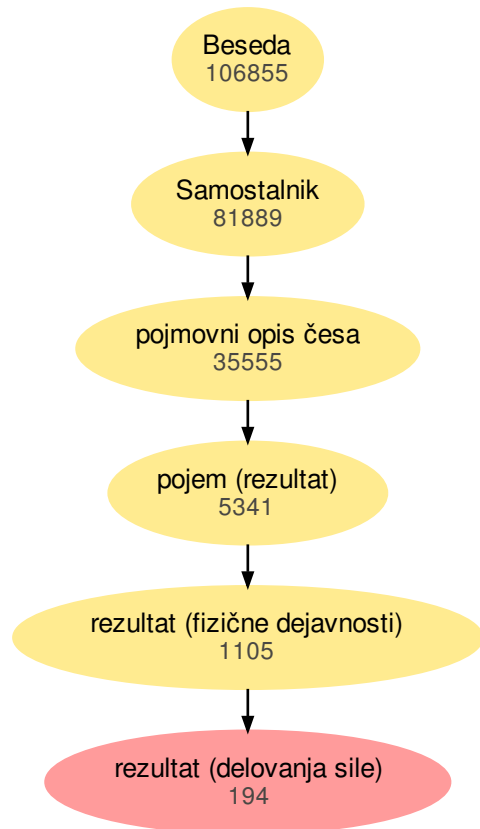 Beseda
106855
Samostalnik
81889
pojmovni opis česa
35555
pojem (rezultat)
5341
rezultat (fizične dejavnosti)
1105
rezultat (delovanja sile)
194